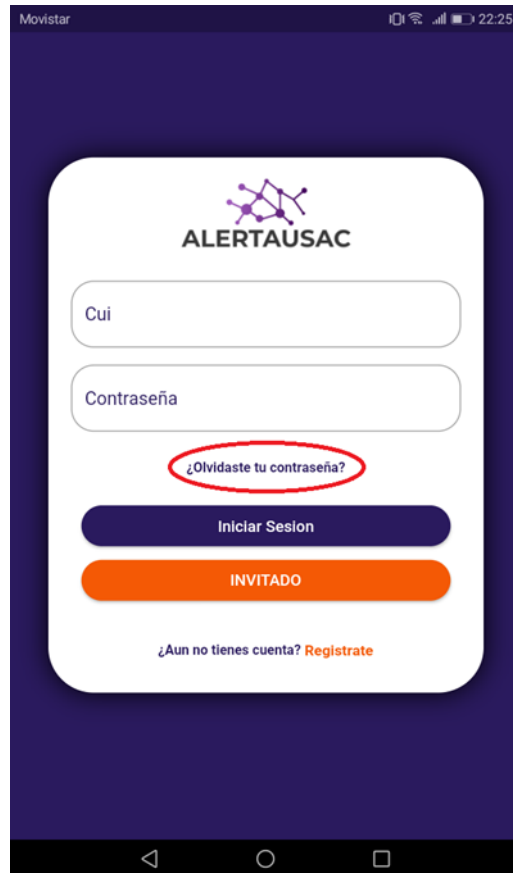 Movistar 22:25
ALERTAUSAC
Cui
Contraseña
¿Olvidaste tu contraseña?
Iniciar Sesion
INVITADO
¿Aun no tienes cuenta? Registrate